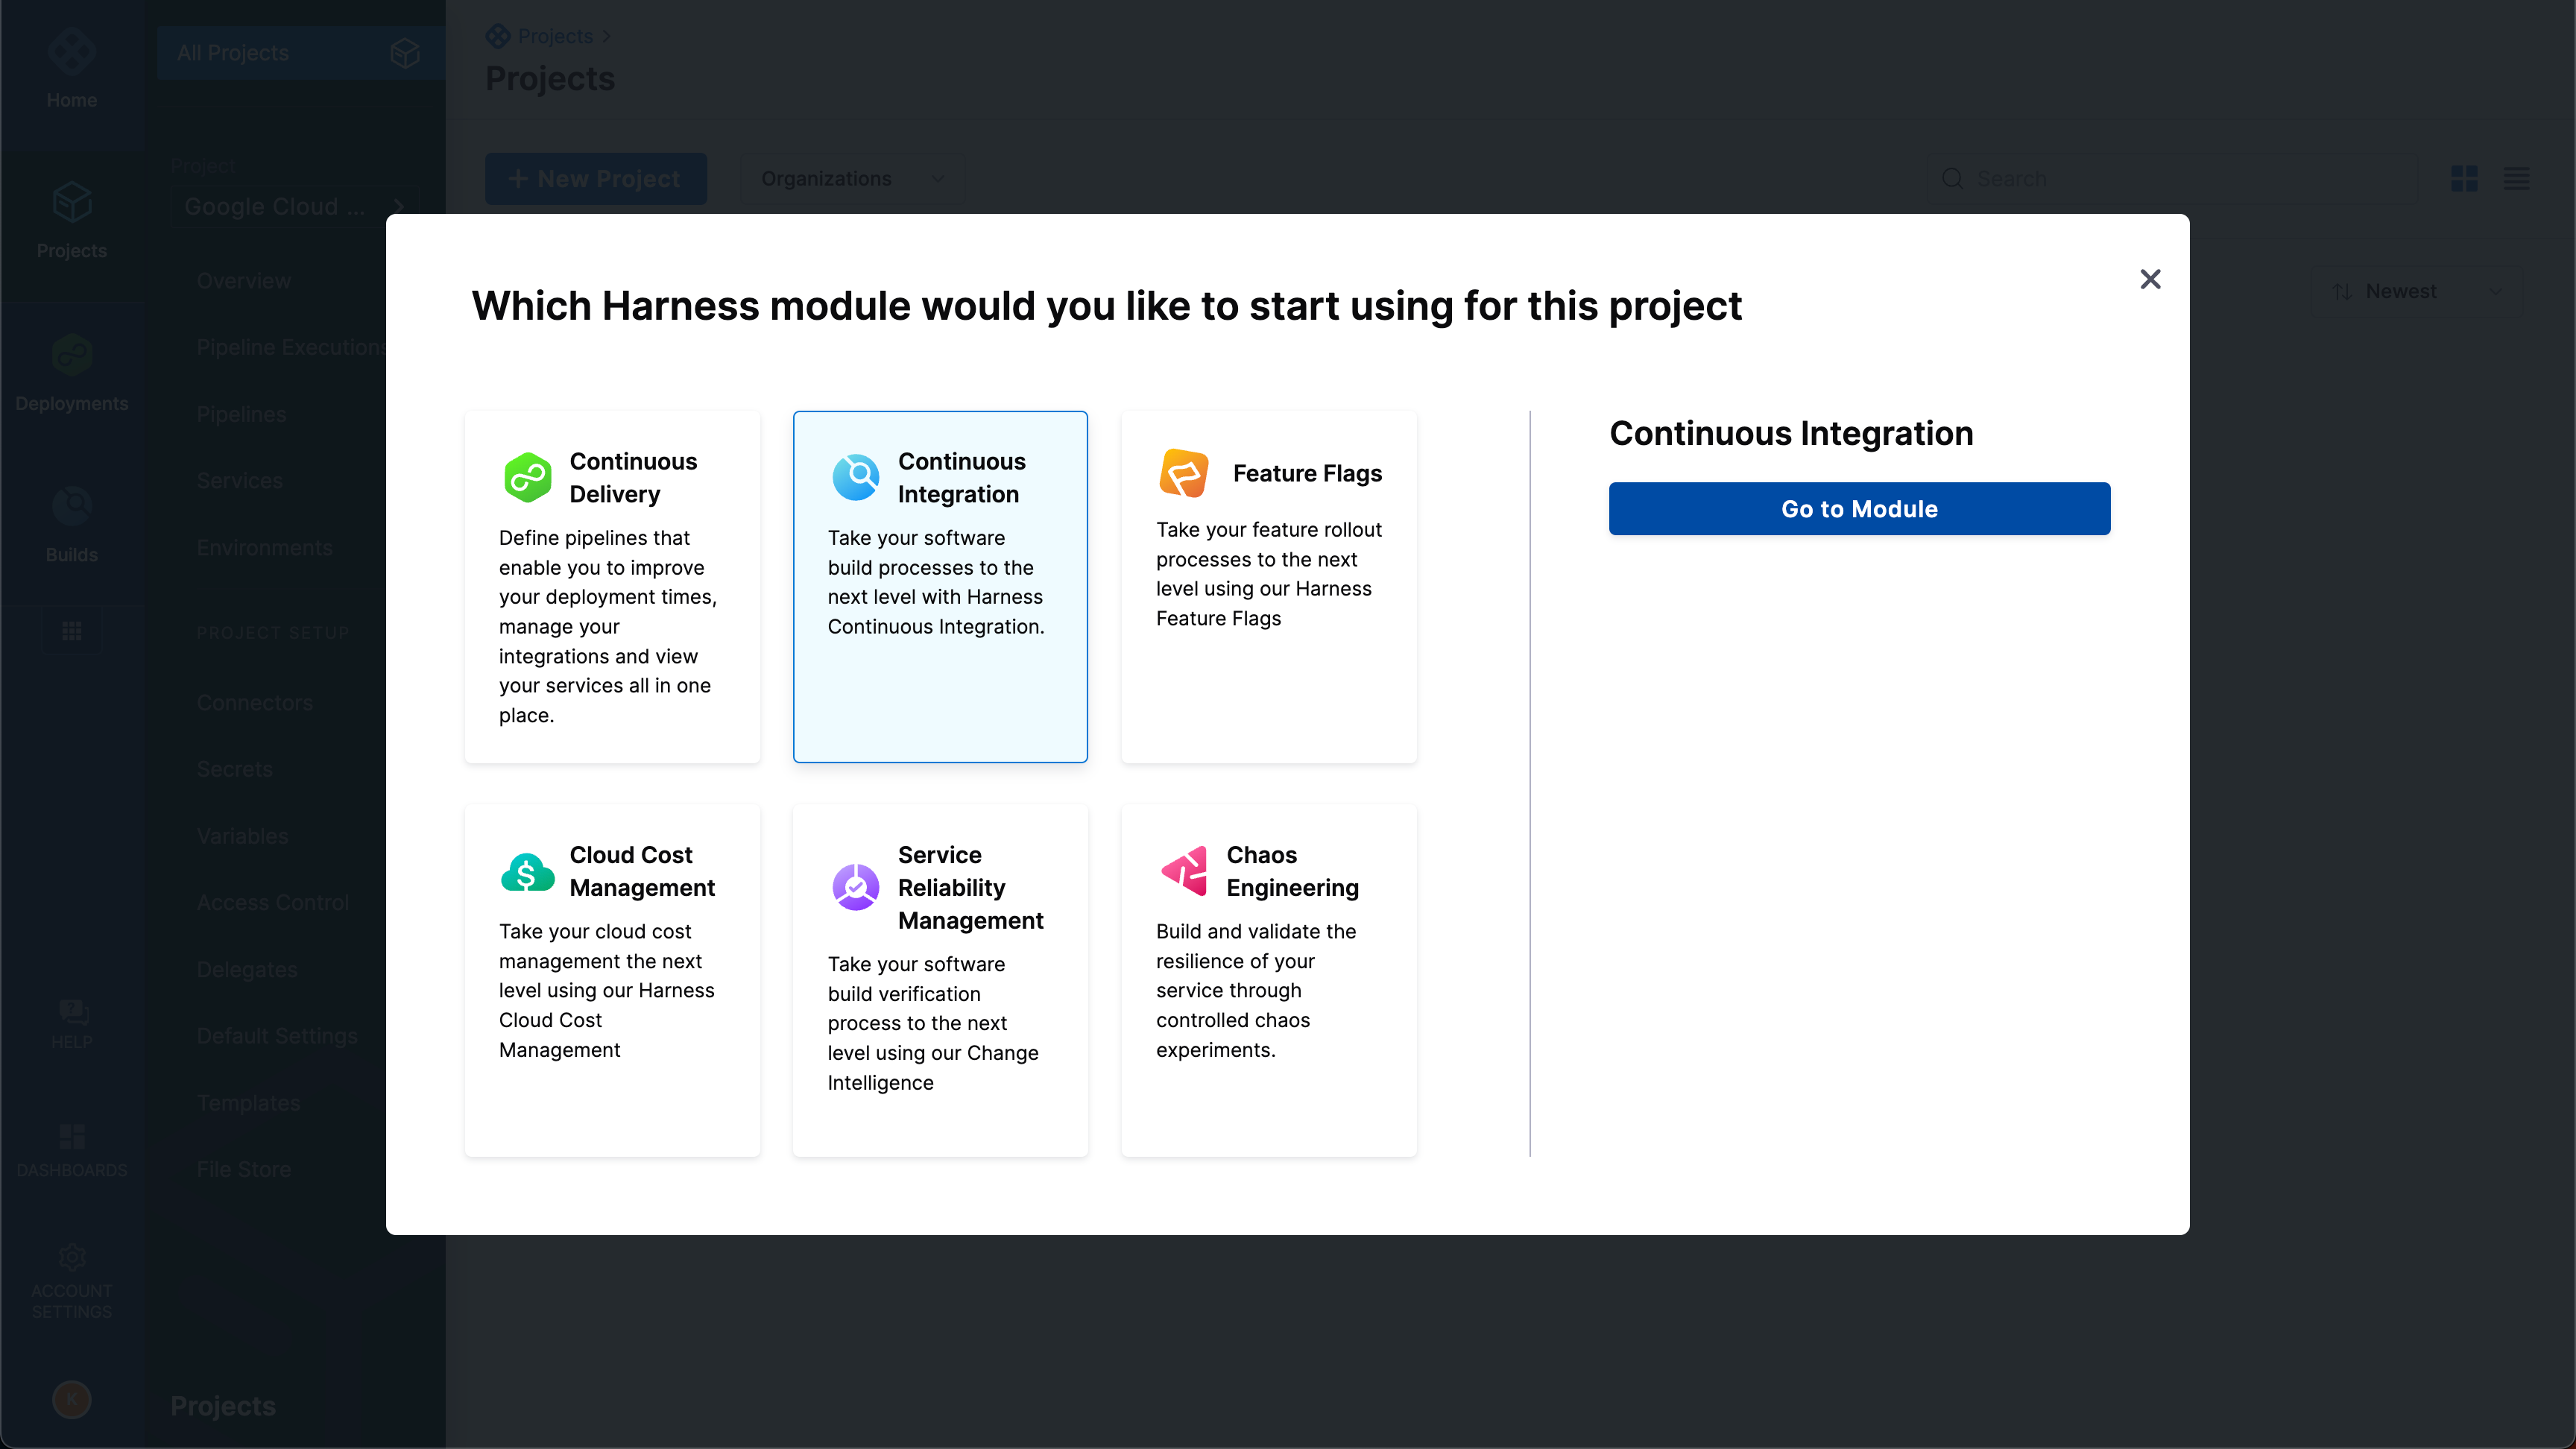 Home
Projects
Deployments
Builds
HELP
DASHBOARDS
ACCOUNT
SETTINGS
K
All Projects
Project
Google Cloud ...
Overview
Pipeline Executions
Pipelines
Services
Environments
PROJECT SETUP
Connectors
Secrets
Variables
Access Control
Delegates
Default Settings
Templates
File Store
Projects
Projects >
Projects
+ New Project
Organizations
Search
Newest
Which Harness module would you like to start using for this project
Continuous
Delivery
Define pipelines that
enable you to improve
your deployment times,
manage your
integrations and view
your services all in one
place.
Continuous
Integration
Take your software
build processes to the
next level with Harness
Continuous Integration.
Feature Flags
Take your feature rollout
processes to the next
level using our Harness
Feature Flags
Cloud Cost
Management
Take your cloud cost
management the next
level using our Harness
Cloud Cost
Management
Service
Reliability
Management
Take your software
build verification
process to the next
level using our Change
Intelligence
Chaos
Engineering
Build and validate the
resilience of your
service through
controlled chaos
experiments.
Continuous Integration
Go to Module